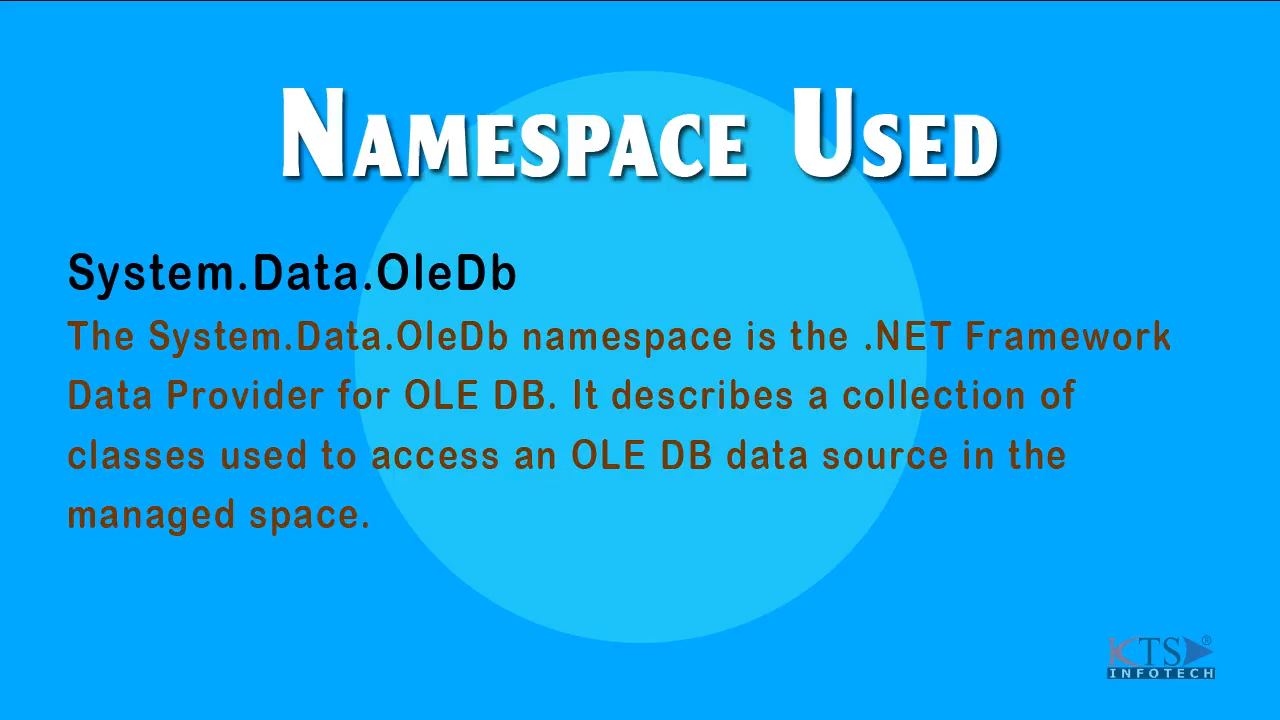 NAMESPACE USED
System.Data.OleDb
The System.Data.OleDb namespace is the .NET Framework
Data Provider for OLE DB. It describes a collection of
classes used to access an OLE DB data source in the
managed space.
KTS ®
INFOTECH